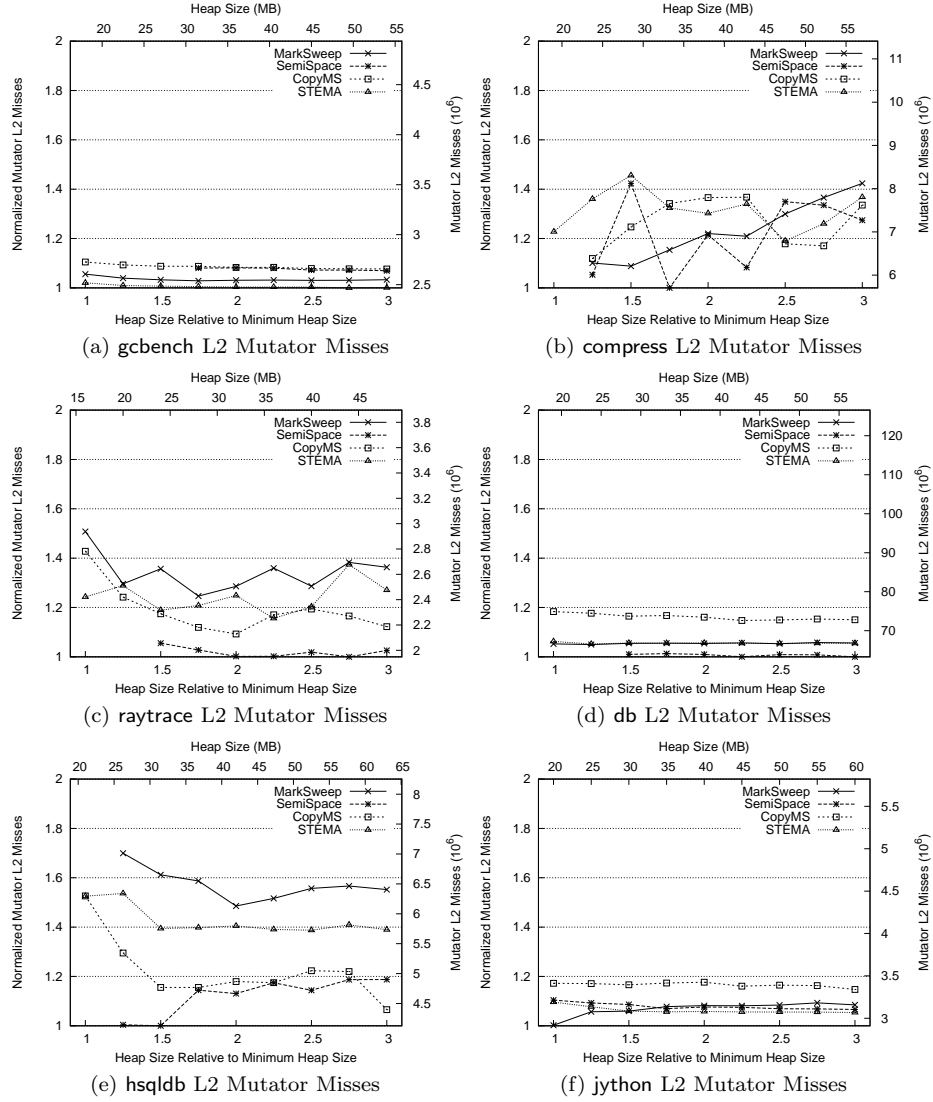 Heap Size (MB)
20 25 30 35 40 45 50 55
Normalized Mutator L2 Misses
2
1.8
1.6
1.4
1.2
1
MarkSweep
SemiSpace
CopyMS
STEMA
4.5
4
3.5
3
2.5
Mutator L2 Misses (10^6)
1 1.5 2 2.5 3
Heap Size Relative to Minimum Heap Size
(a) gcbench L2 Mutator Misses
Heap Size (MB)
20 25 30 35 40 45 50 55
Normalized Mutator L2 Misses
2
1.8
1.6
1.4
1.2
1
MarkSweep
SemiSpace
CopyMS
STEMA
11
10
9
8
7
6
Mutator L2 Misses (10^6)
1 1.5 2 2.5 3
Heap Size Relative to Minimum Heap Size
(b) compress L2 Mutator Misses
Heap Size (MB)
15 20 25 30 35 40 45
Normalized Mutator L2 Misses
2
1.8
1.6
1.4
1.2
1
MarkSweep
SemiSpace
CopyMS
STEMA
3.8
3.6
3.4
3.2
3
2.8
2.6
2.4
2.2
2
Mutator L2 Misses (10^6)
1 1.5 2 2.5 3
Heap Size Relative to Minimum Heap Size
(c) raytrace L2 Mutator Misses
Heap Size (MB)
20 25 30 35 40 45 50 55
Normalized Mutator L2 Misses
2
1.8
1.6
1.4
1.2
1
MarkSweep
SemiSpace
CopyMS
STEMA
120
110
100
90
80
70
Mutator L2 Misses (10^6)
1 1.5 2 2.5 3
Heap Size Relative to Minimum Heap Size
(d) db L2 Mutator Misses
Heap Size (MB)
20 25 30 35 40 45 50 55 60 65
Normalized Mutator L2 Misses
2
1.8
1.6
1.4
1.2
1
MarkSweep
SemiSpace
CopyMS
STEMA
8
7.5
7
6.5
6
5.5
5
4.5
Mutator L2 Misses (10^6)
1 1.5 2 2.5 3
Heap Size Relative to Minimum Heap Size
(e) hsqldb L2 Mutator Misses
Heap Size (MB)
20 25 30 35 40 45 50 55 60
Normalized Mutator L2 Misses
2
1.8
1.6
1.4
1.2
1
MarkSweep
SemiSpace
CopyMS
STEMA
5.5
5
4.5
4
3.5
3
Mutator L2 Misses (10^6)
1 1.5 2 2.5 3
Heap Size Relative to Minimum Heap Size
(f) jython L2 Mutator Misses